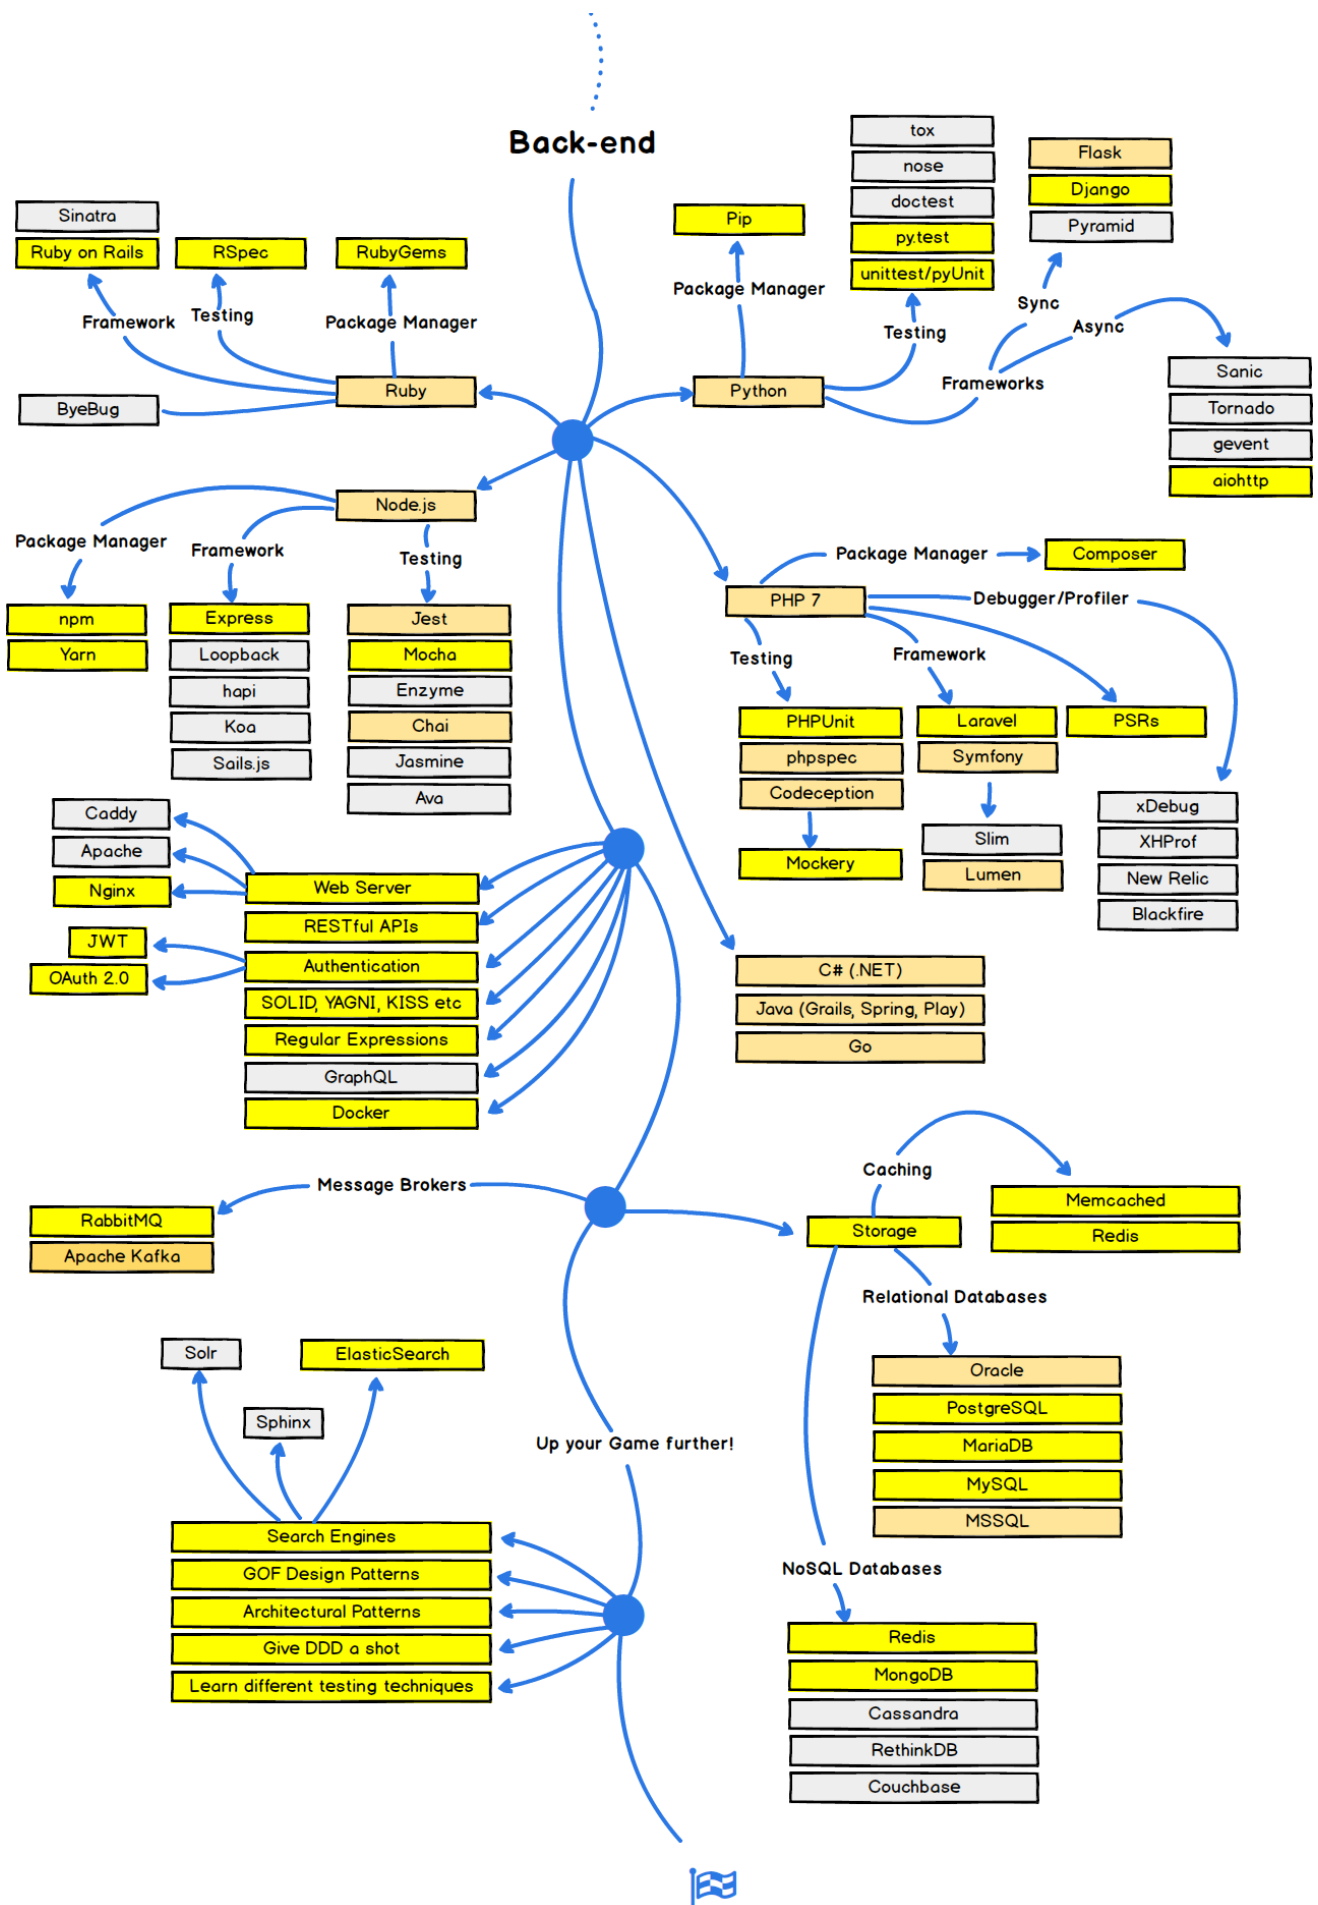 Back-end
Sinatra
Ruby on Rails
RSpec
RubyGems
Framework
Testing
Package Manager
Ruby
ByeBug
Pip
Package Manager
tox
nose
doctest
py.test
unittest/pyUnit
Testing
Python
Flask
Django
Pyramid
Sync
Async
Frameworks
Sanic
Tornado
gevent
aiohttp
Node.js
Package Manager
Framework
Testing
npm
Yarn
Express
Loopback
hapi
Koa
Sails.js
Jest
Mocha
Enzyme
Chai
Jasmine
Ava
PHP 7
Package Manager
Composer
Debugger/Profiler
Testing
Framework
PHPUnit
phpspec
Codeception
Mockery
Laravel
Symfony
Slim
Lumen
PSRs
xDebug
XHProf
New Relic
Blackfire
Caddy
Apache
Nginx
JWT
OAuth 2.0
Web Server
RESTful APIs
Authentication
SOLID, YAGNI, KISS etc
Regular Expressions
GraphQL
Docker
C# (.NET)
Java (Grails, Spring, Play)
Go
Message Brokers
RabbitMQ
Apache Kafka
Caching
Storage
Memcached
Redis
Relational Databases
Oracle
PostgreSQL
MariaDB
MySQL
MSSQL
NoSQL Databases
Redis
MongoDB
Cassandra
RethinkDB
Couchbase
Up your Game further!
Solr
Sphinx
ElasticSearch
Search Engines
GOF Design Patterns
Architectural Patterns
Give DDD a shot
Learn different testing techniques